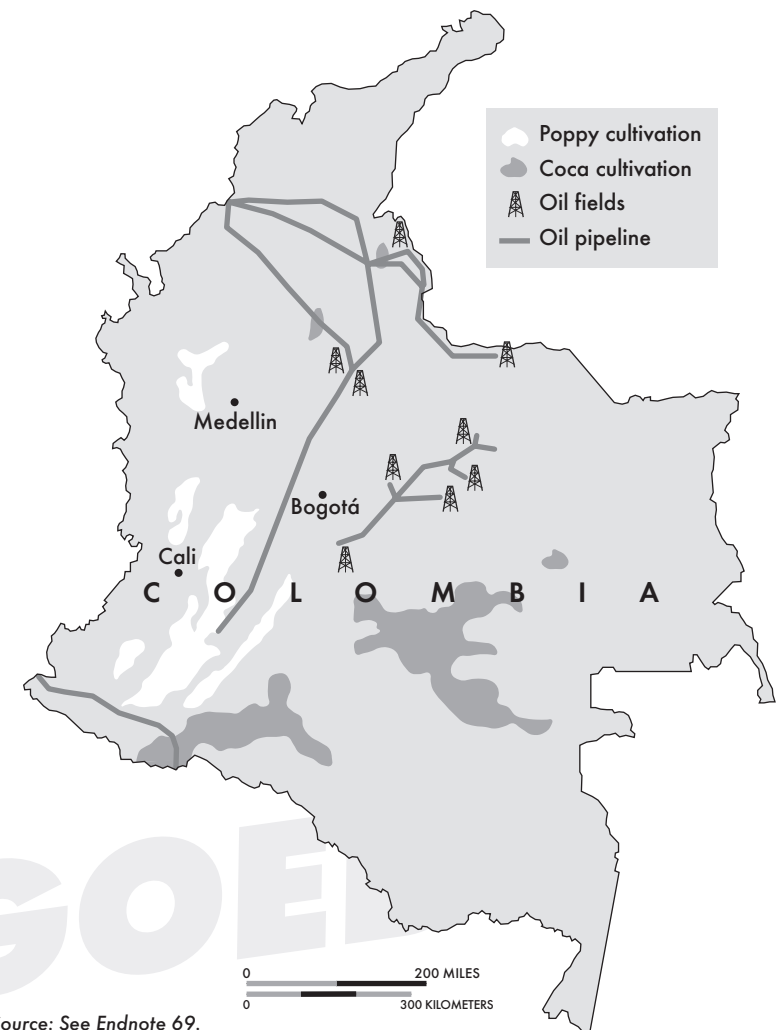 Poppy cultivation
Coca cultivation
Oil fields
Oil pipeline
Medellin
Bogotá
Cali
COLOMBIA
0 200 MILES
0 300 KILOMETERS
ource: See Endnote 69.